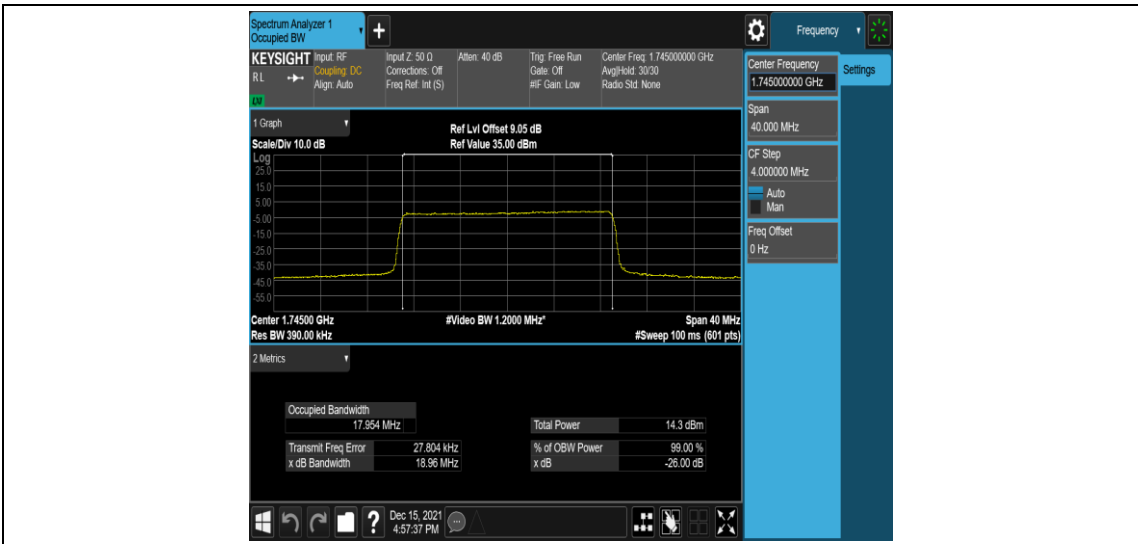 Spectrum Analyzer 1
Occupied BW
+
Frequency
KEYSIGHT
RL
LXI
Input: RF
Coupling: DC
Align: Auto
Input Z: 50 Ω
Corrections: Off
Freq Ref: Int (S)
Atten: 40 dB
Trig: Free Run
Gate: Off
#IF Gain: Low
Center Freq: 1.745000000 GHz
Avg|Hold: 30/30
Radio Std: None
Center Frequency
1.745000000 GHz
Settings
Span
40.000 MHz
CF Step
4.000000 MHz
Auto
Man
Freq Offset
0 Hz
1 Graph
Scale/Div 10.0 dB
Ref Lvl Offset 9.05 dB
Ref Value 35.00 dBm
Log
25.0
15.0
5.00
-5.00
-15.0
-25.0
-35.0
-45.0
-55.0
Center 1.74500 GHz
#Video BW 1.2000 MHz*
Span 40 MHz
Res BW 390.00 kHz
#Sweep 100 ms (601 pts)
2 Metrics
Occupied Bandwidth
17.954 MHz
Total Power 14.3 dBm
Transmit Freq Error 27.804 kHz
% of OBW Power 99.00 %
x dB Bandwidth 18.96 MHz
x dB -26.00 dB
?
Dec 15, 2021
4:57:37 PM